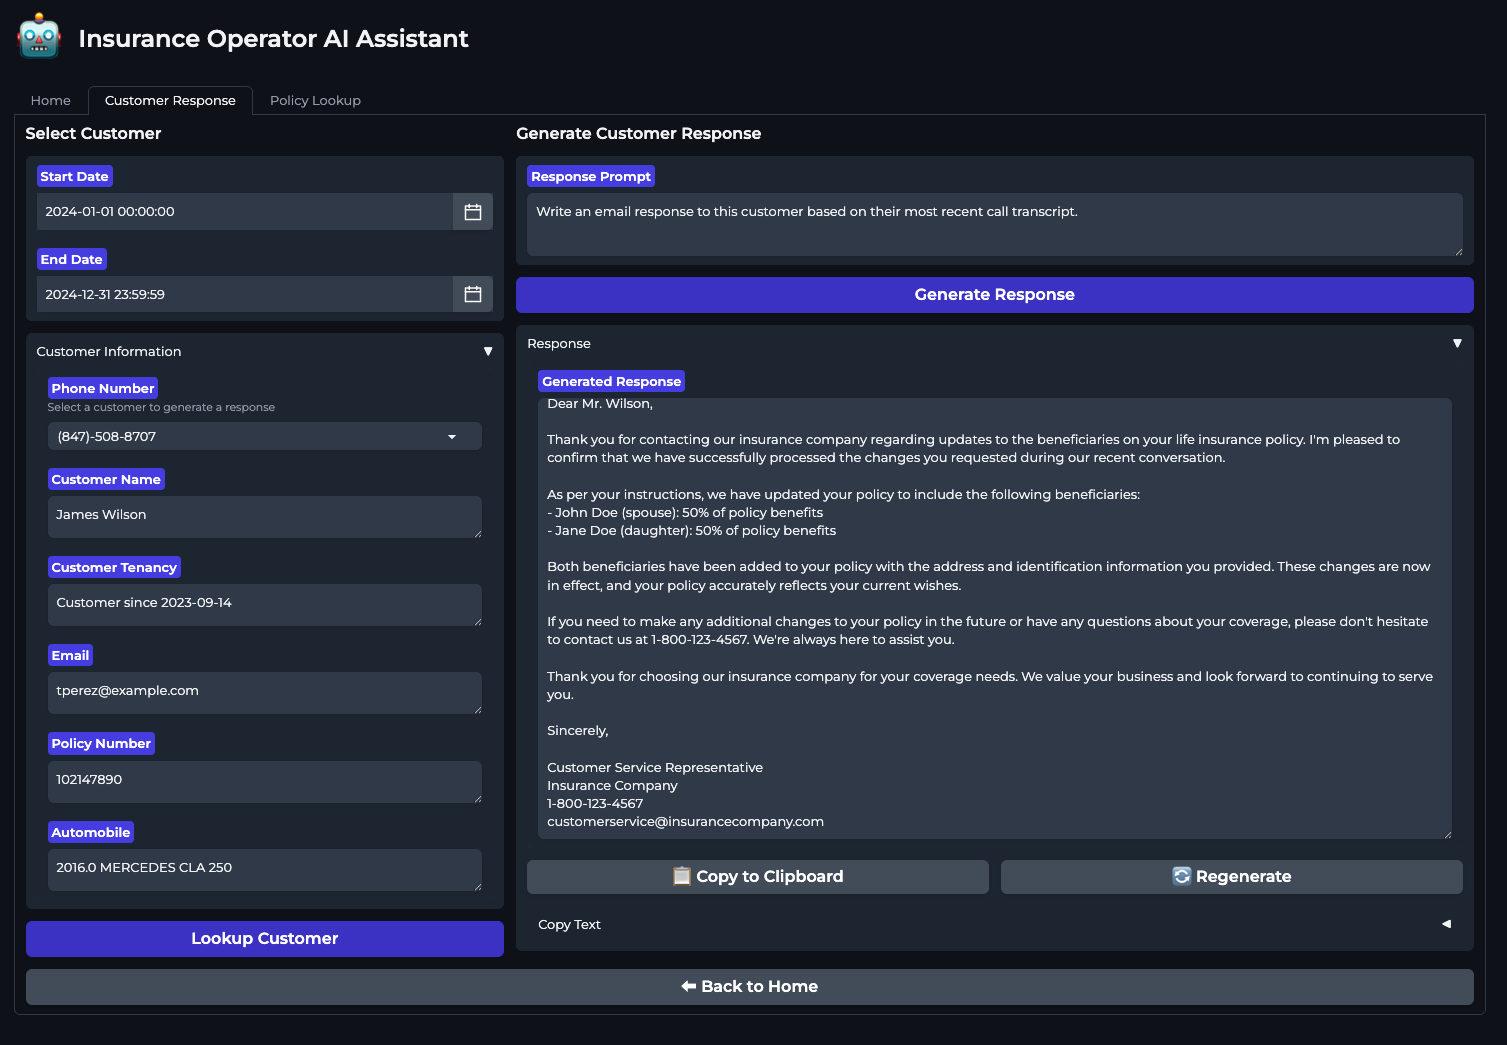 Insurance Operator AI Assistant
Home
Customer Response
Policy Lookup
Select Customer
Start Date
2024-01-01 00:00:00
End Date
2024-12-31 23:59:59
Customer Information
Phone Number
Select a customer to generate a response
(847)-508-8707
Customer Name
James Wilson
Customer Tenancy
Customer since 2023-09-14
Email
tperez@example.com
Policy Number
102147890
Automobile
2016.0 MERCEDES CLA 250
Lookup Customer
Generate Customer Response
Response Prompt
Write an email response to this customer based on their most recent call transcript.
Generate Response
Response
Generated Response
Dear Mr. Wilson,
Thank you for contacting our insurance company regarding updates to the beneficiaries on your life insurance policy. I'm pleased to
confirm that we have successfully processed the changes you requested during our recent conversation.
As per your instructions, we have updated your policy to include the following beneficiaries:
- John Doe (spouse): 50% of policy benefits
- Jane Doe (daughter): 50% of policy benefits
Both beneficiaries have been added to your policy with the address and identification information you provided. These changes are now
in effect, and your policy accurately reflects your current wishes.
If you need to make any additional changes to your policy in the future or have any questions about your coverage, please don't hesitate
to contact us at 1-800-123-4567. We're always here to assist you.
Thank you for choosing our insurance company for your coverage needs. We value your business and look forward to continuing to serve
you.
Sincerely,
Customer Service Representative
Insurance Company
1-800-123-4567
customerservice@insurancecompany.com
Copy to Clipboard
Regenerate
Copy Text
Back to Home